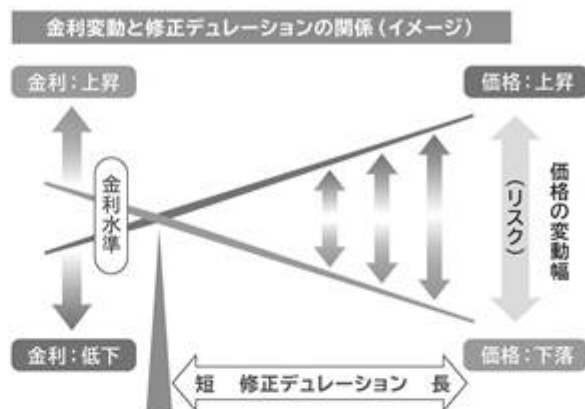 金利変動と修正デュレーションの関係(イメージ)
金利:上昇
価格:上昇
金利水準
価格の変動幅
(リスク)
金利:低下
価格:下落
短 修正デュレーション 長